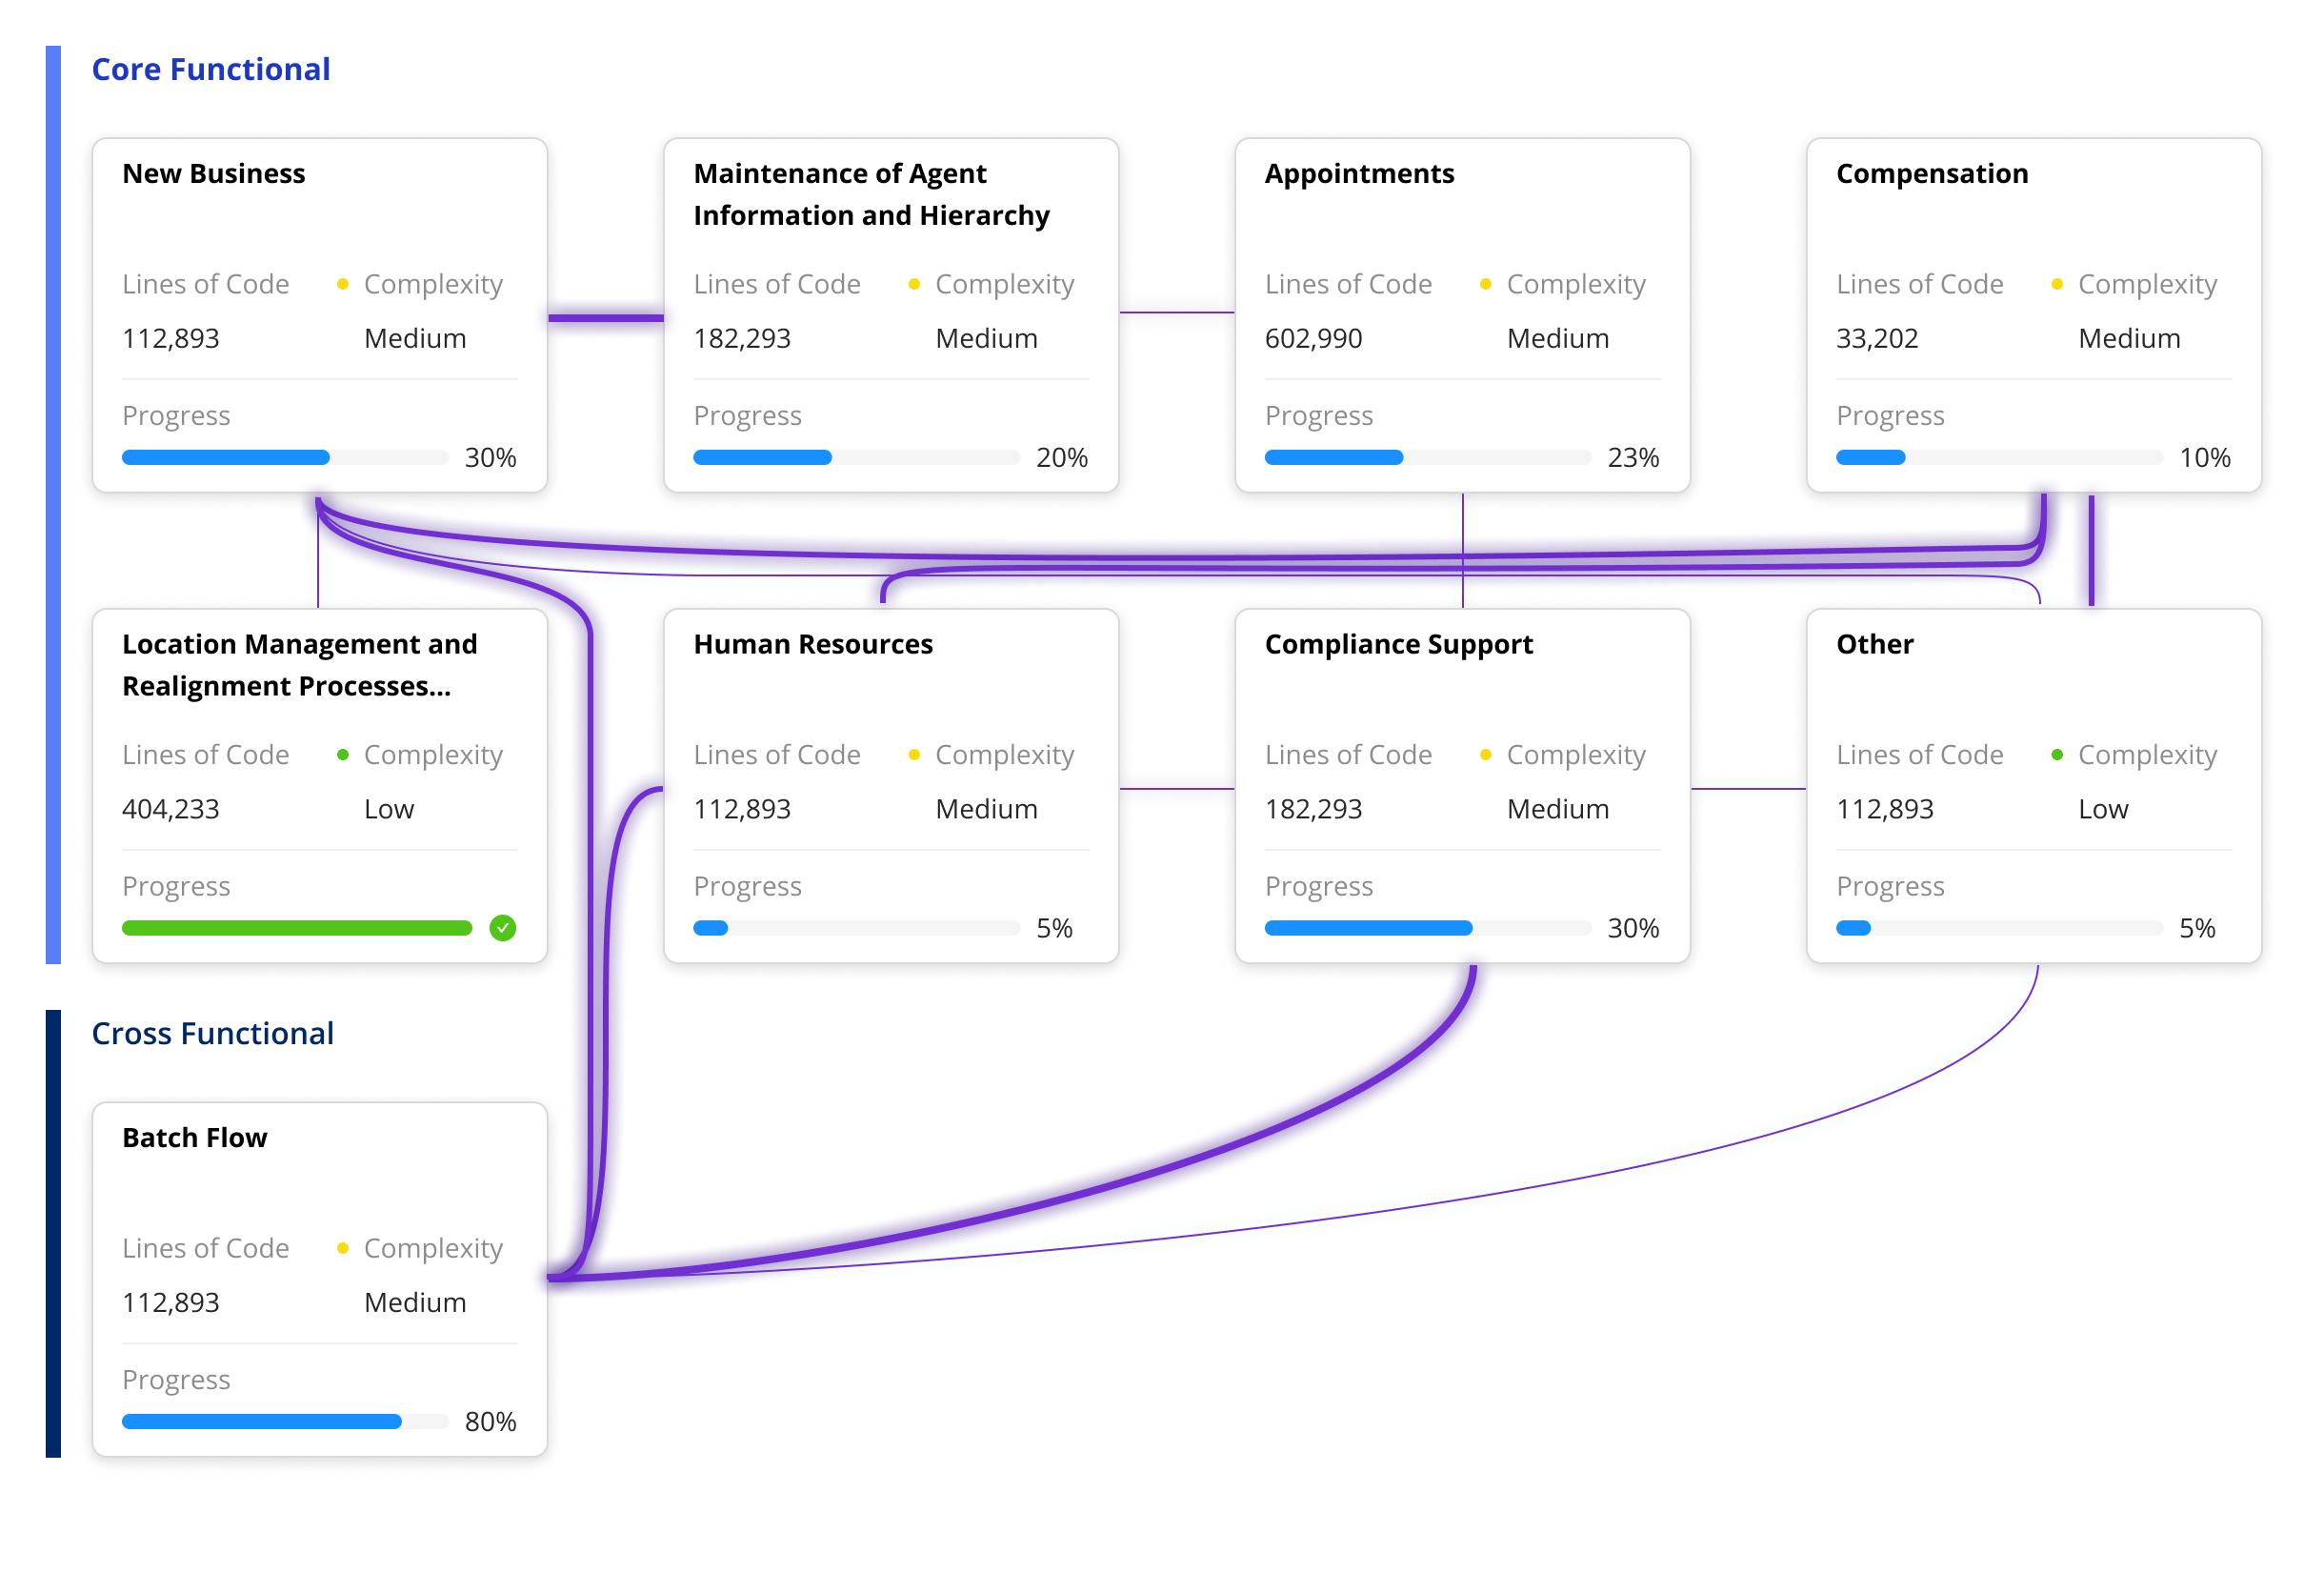 Core Functional
New Business
Lines of Code Complexity
112,893 Medium
Progress
30%
Maintenance of Agent
Information and Hierarchy
Lines of Code Complexity
182,293 Medium
Progress
20%
Appointments
Lines of Code Complexity
602,990 Medium
Progress
23%
Compensation
Lines of Code Complexity
33,202 Medium
Progress
10%
Location Management and
Realignment Processes...
Lines of Code Complexity
404,233 Low
Progress
Human Resources
Lines of Code Complexity
112,893 Medium
Progress
5%
Compliance Support
Lines of Code Complexity
182,293 Medium
Progress
30%
Other
Lines of Code Complexity
112,893 Low
Progress
5%
Cross Functional
Batch Flow
Lines of Code Complexity
112,893 Medium
Progress
80%